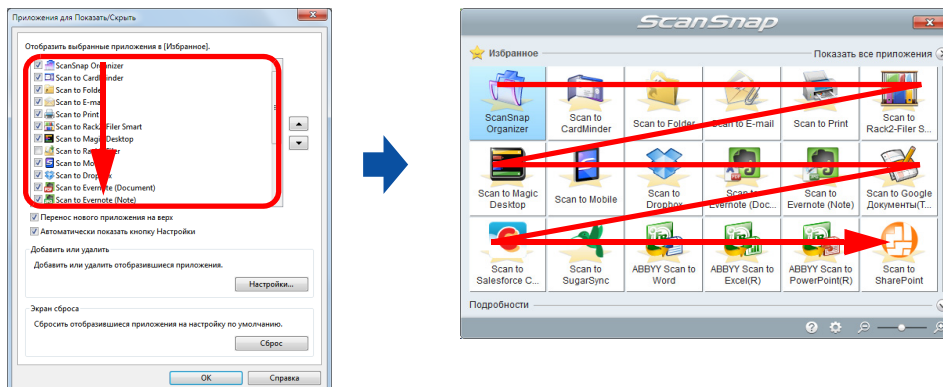 Приложения для Показать/Скрыть
Отобразить выбранные приложения в [Избранное].
ScanSnap Organizer
Scan to CardMinder
Scan to Folder
Scan to E-mail
Scan to Print
Scan to Rack2-Filer Smart
Scan to Magic Desktop
Scan to Rack2-Filer
Scan to Mobile
Scan to Dropbox
Scan to Evernote (Document)
Scan to Evernote (Note)
Перенос нового приложения на верх
Автоматически показать кнопку Настройки
Добавить или удалить
Добавить или удалить отобразившиеся приложения.
Настройки...
Экран сброса
Сбросить отобразившиеся приложения на настройку по умолчанию.
Сброс
OK
Справка
ScanSnap
Избранное
Показать все приложения
ScanSnap Organizer
Scan to CardMinder
Scan to Folder
Scan to E-mail
Scan to Print
Scan to Rack2-Filer S...
Scan to Magic Desktop
Scan to Mobile
Scan to Dropbox
Scan to Evernote (Doc...
Scan to Evernote (Note)
Scan to Google Документы(Т...
Scan to Salesforce C...
Scan to SugarSync
ABBYY Scan to Word
ABBYY Scan to Excel(R)
ABBYY Scan to PowerPoint(R)
Scan to SharePoint
Подробности